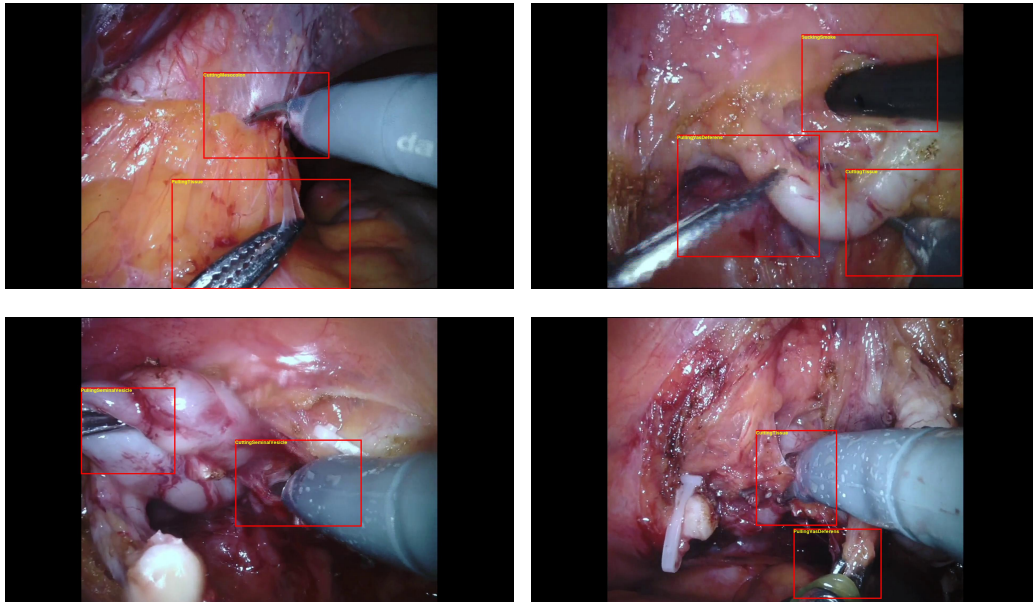 CuttingMesocolon
da
PullingTissue
SuckingSmoke
PullingVasDeferens
CuttingTissue
PullingSeminalVesicle
CuttingSeminalVesicle
CuttingTissue
PullingVasDeferens